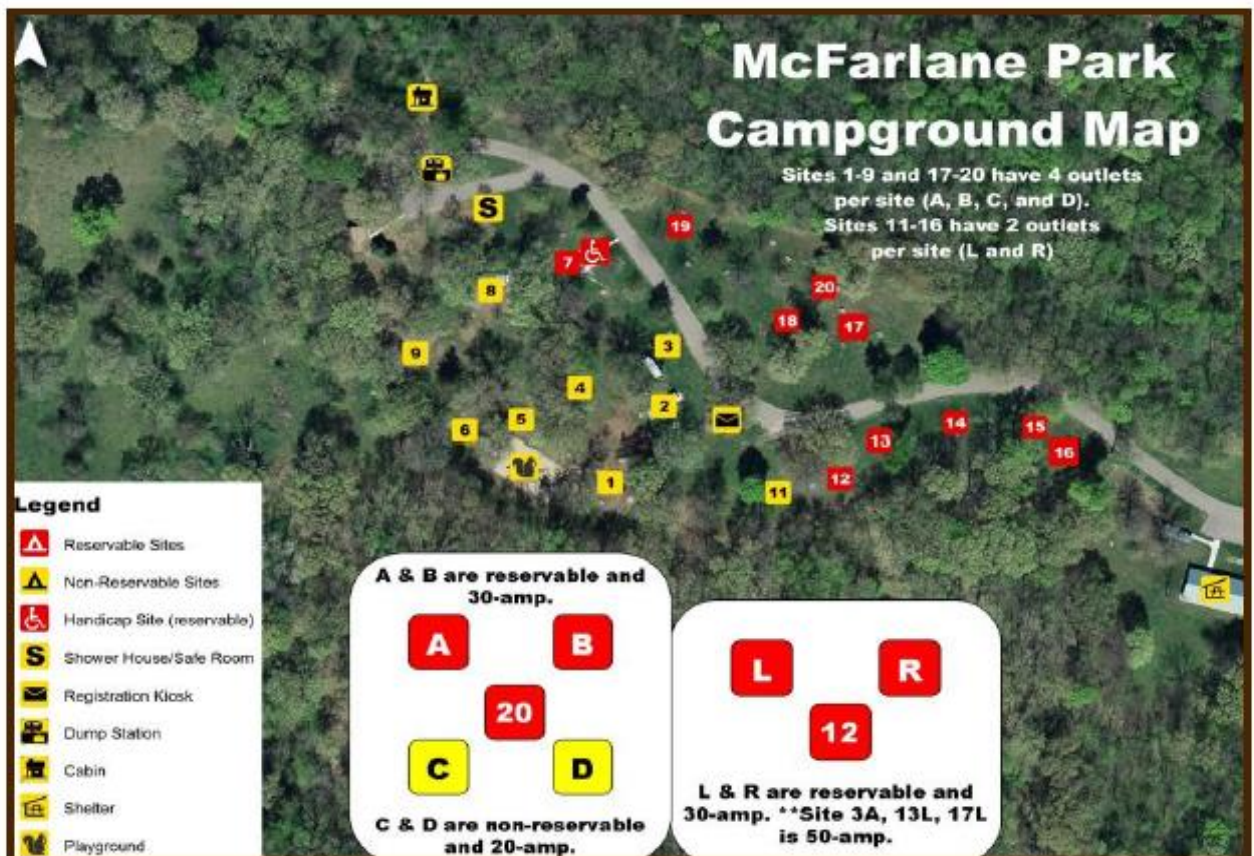 McFarlane Park
Campground Map
Sites 1-9 and 17-20 have 4 outlets
per site (A, B, C, and D).
Sites 11-16 have 2 outlets
per site (L and R)
S
19
7
8
20
18
17
3
9
4
2
5
6
14
15
13
16
1
12
11
Legend
Reservable Sites
Non-Reservable Sites
Handicap Site (reservable)
S Shower House/Safe Room
Registration Kiosk
Dump Station
Cabin
Shelter
Playground
A & B are reservable and
30-amp.
A B
20
C D
C & D are non-reservable
and 20-amp.
L R
12
L & R are reservable and
30-amp. **Site 3A, 13L, 17L
is 50-amp.